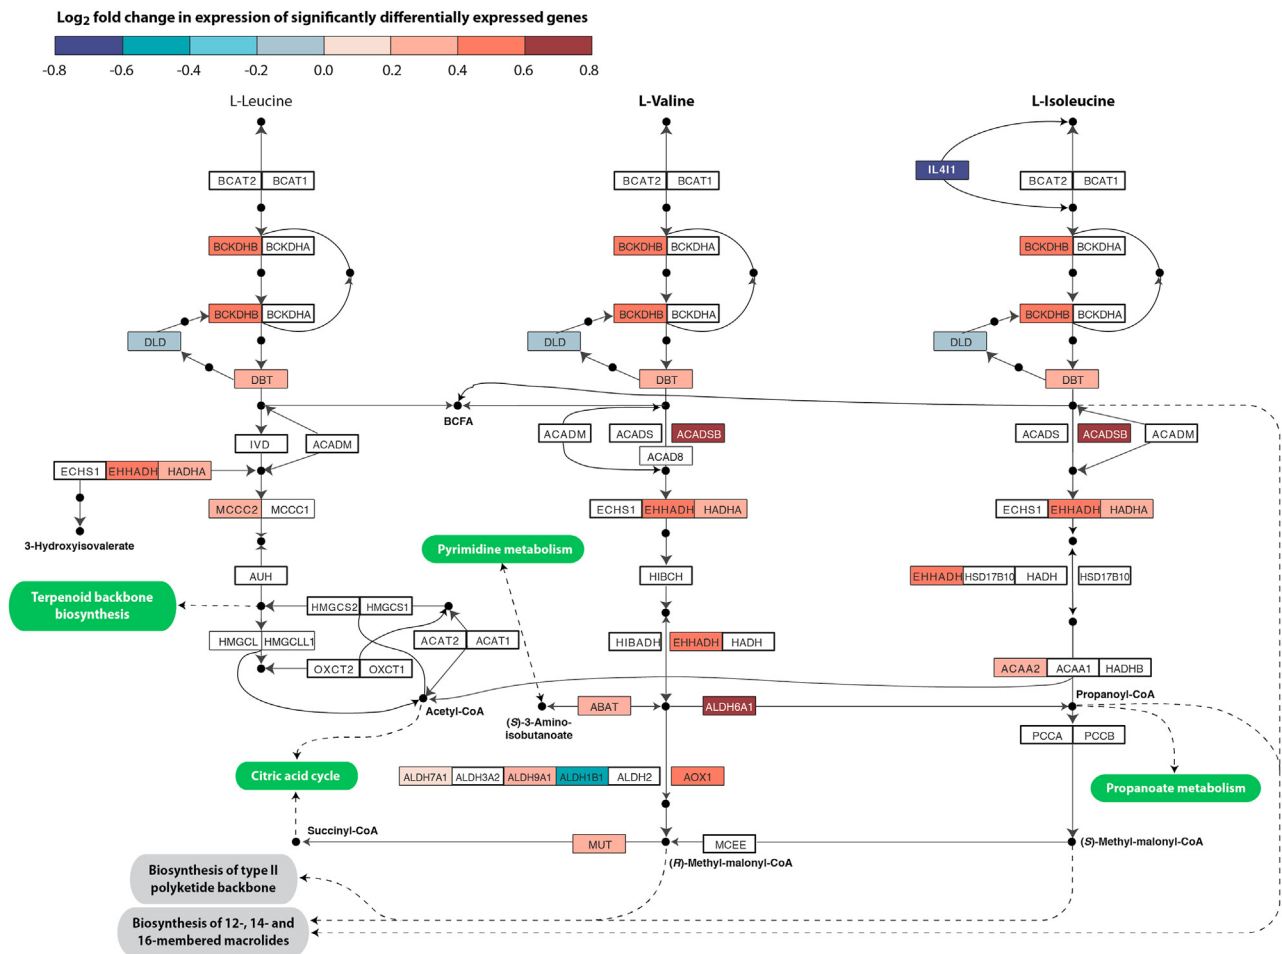 Log2 fold change in expression of significantly differentially expressed genes
-0.8 -0.6 -0.4 -0.2 0.0 0.2 0.4 0.6 0.8
L-Leucine L-Valine L-Isoleucine
IL4I1
BCAT2 BCAT1 BCAT2 BCAT1 BCAT2 BCAT1
BCKDHB BCKDHA BCKDHB BCKDHA BCKDHB BCKDHA
BCKDHB BCKDHA BCKDHB BCKDHA BCKDHB BCKDHA
DLD DLD DLD
DBT DBT DBT
BCFA
IVD ACADM ACADM ACADS ACADSB ACADS ACADSB ACADM
ACAD8
ECHS1 EHHADH HADHA
MCCC2 MCCC1 ECHS1 EHHADH HADHA ECHS1 EHHADH HADHA
3-Hydroxyisovalerate
Pyrimidine metabolism
AUH HIBCH EHHADH HSD17B10 HADH HSD17B10
Terpenoid backbone
biosynthesis
HMGCS2 HMGCS1
HMGCL HMGCLL1 ACAT2 ACAT1 HIBADH EHHADH HADH
OXCT2 OXCT1 ACAA2 ACAA1 HADHB
Propanoyl-CoA
Acetyl-CoA
(S)-3-Amino-
isobutanoate
ABAT ALDH6A1
PCCA PCCB
Citric acid cycle
ALDH7A1 ALDH3A2 ALDH9A1 ALDH1B1 ALDH2 AOX1
Propanoate metabolism
Succinyl-CoA
MUT MCEE
(R)-Methyl-malonyl-CoA
(S)-Methyl-malonyl-CoA
Biosynthesis of type II
polyketide backbone
Biosynthesis of 12-, 14- and
16-membered macrolides